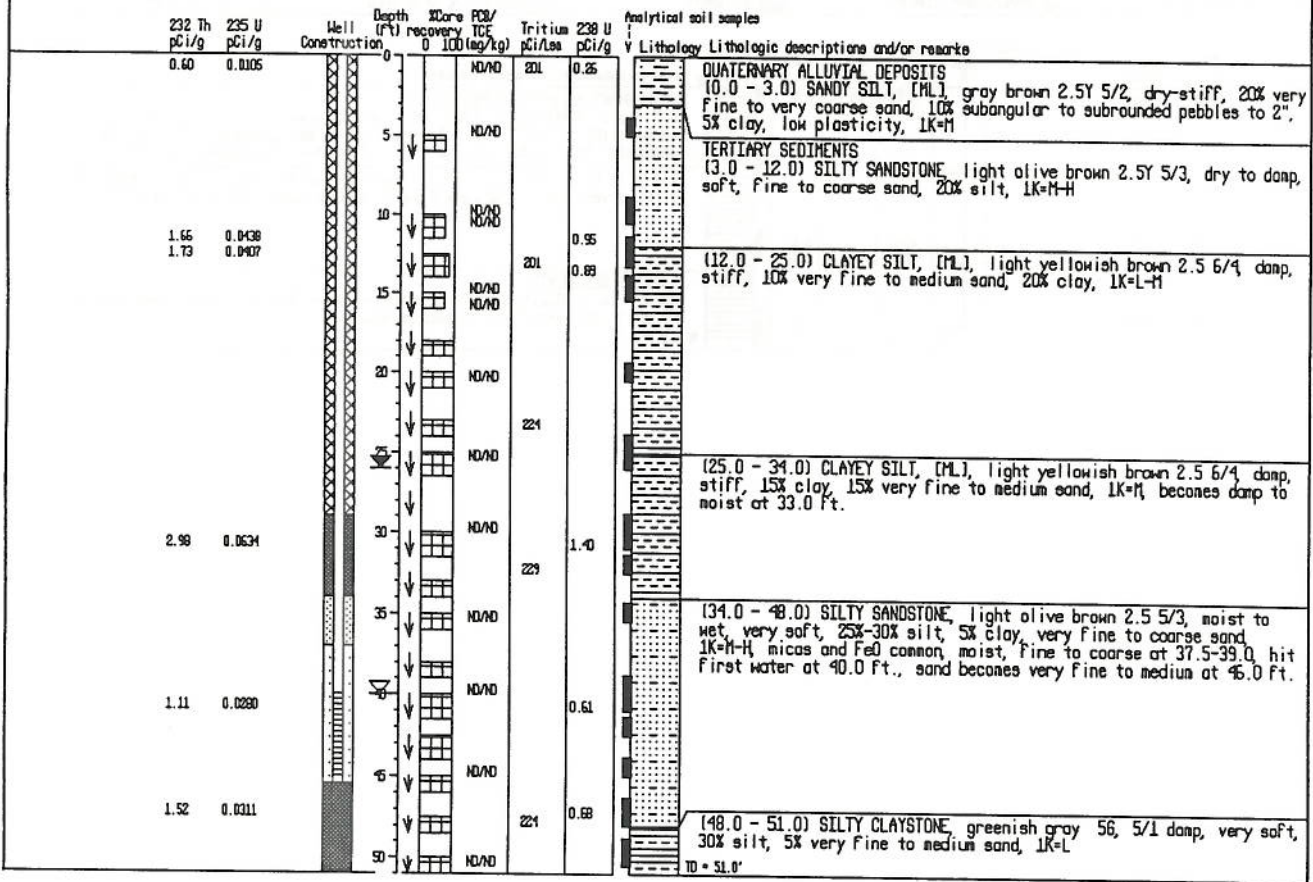 232 Th 235 U Well Depth %Core PCB/ Tritium 238 U Analytical soil samples
pCi/g pCi/g Construction (ft) recovery TCE pCi/Lsm pCi/g
0 100 (mg/kg) V Lithology Lithologic descriptions and/or remarks
0.60 0.0105 0 ND/ND 201 0.26
QUATERNARY ALLUVIAL DEPOSITS
(0.0 - 3.0) SANDY SILT, [ML], gray brown 2.5Y 5/2, dry-stiff, 20% very
fine to very coarse sand, 10% subangular to subrounded pebbles to 2",
5% clay, low plasticity, 1K=M
5 ND/ND
TERTIARY SEDIMENTS
(3.0 - 12.0) SILTY SANDSTONE, light olive brown 2.5Y 5/3, dry to damp,
soft, fine to coarse sand, 20% silt, 1K=M-H
10 ND/ND
ND/ND
1.66 0.0438 0.95
1.73 0.0407 201 0.89
(12.0 - 25.0) CLAYEY SILT, [ML], light yellowish brown 2.5 6/4, damp,
stiff, 10% very fine to medium sand, 20% clay, 1K=L-M
15 ND/ND
ND/ND
20 ND/ND
224
25 ND/ND
(25.0 - 34.0) CLAYEY SILT, [ML], light yellowish brown 2.5 6/4, damp,
stiff, 15% clay, 15% very fine to medium sand, 1K=M, becomes damp to
moist at 33.0 ft.
30 ND/ND
2.98 0.0634 1.40
229
35 ND/ND
(34.0 - 48.0) SILTY SANDSTONE, light olive brown 2.5 5/3, moist to
wet, very soft, 25%-30% silt, 5% clay, very fine to coarse sand
1K=M-H, micas and FeO common, moist, fine to coarse at 37.5-39.0, hit
first water at 40.0 ft., sand becomes very fine to medium at 46.0 ft.
40 ND/ND
1.11 0.0280 0.61
45 ND/ND
1.52 0.0311 224 0.68
(48.0 - 51.0) SILTY CLAYSTONE, greenish gray 5G, 5/1 damp, very soft,
30% silt, 5% very fine to medium sand, 1K=L
50 ND/ND
TD = 51.0'